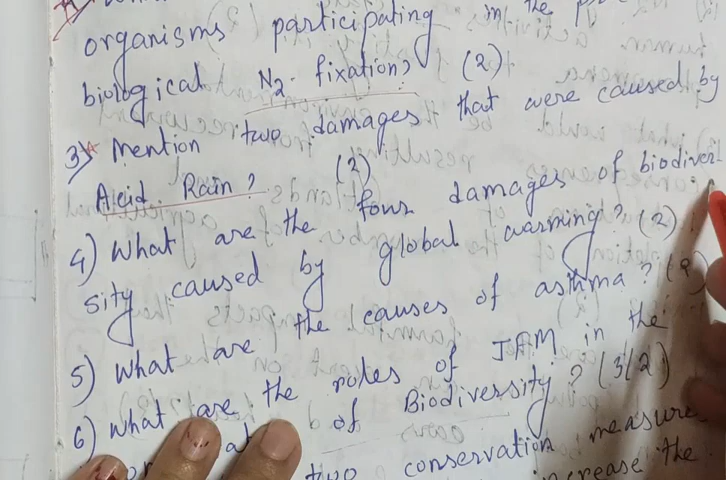 organisms participating in the
biological N2 fixation? (2)
3) Mention two damages that were caused by
Acid Rain? (2)
4) What are the four damages of biodiver-
sity caused by global warming? (2)
5) What are the causes of asthma? (2)
6) What are the roles of JFM in the
of Biodiversity? (3/2)
two conservation measure
increase the